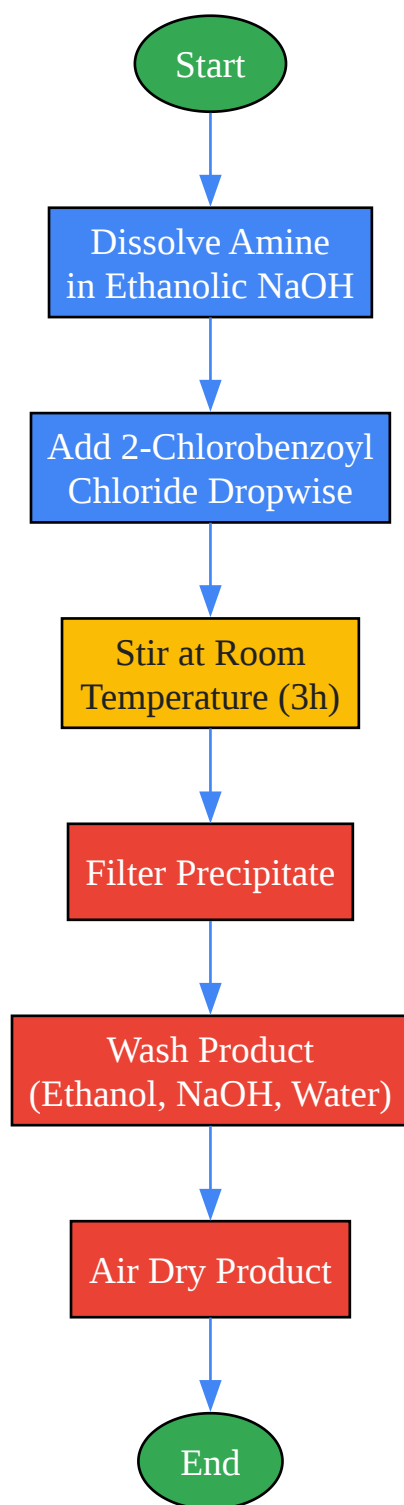 Start
Dissolve Amine
in Ethanolic NaOH
Add 2-Chlorobenzoyl
Chloride Dropwise
Stir at Room
Temperature (3h)
Filter Precipitate
Wash Product
(Ethanol, NaOH, Water)
Air Dry Product
End